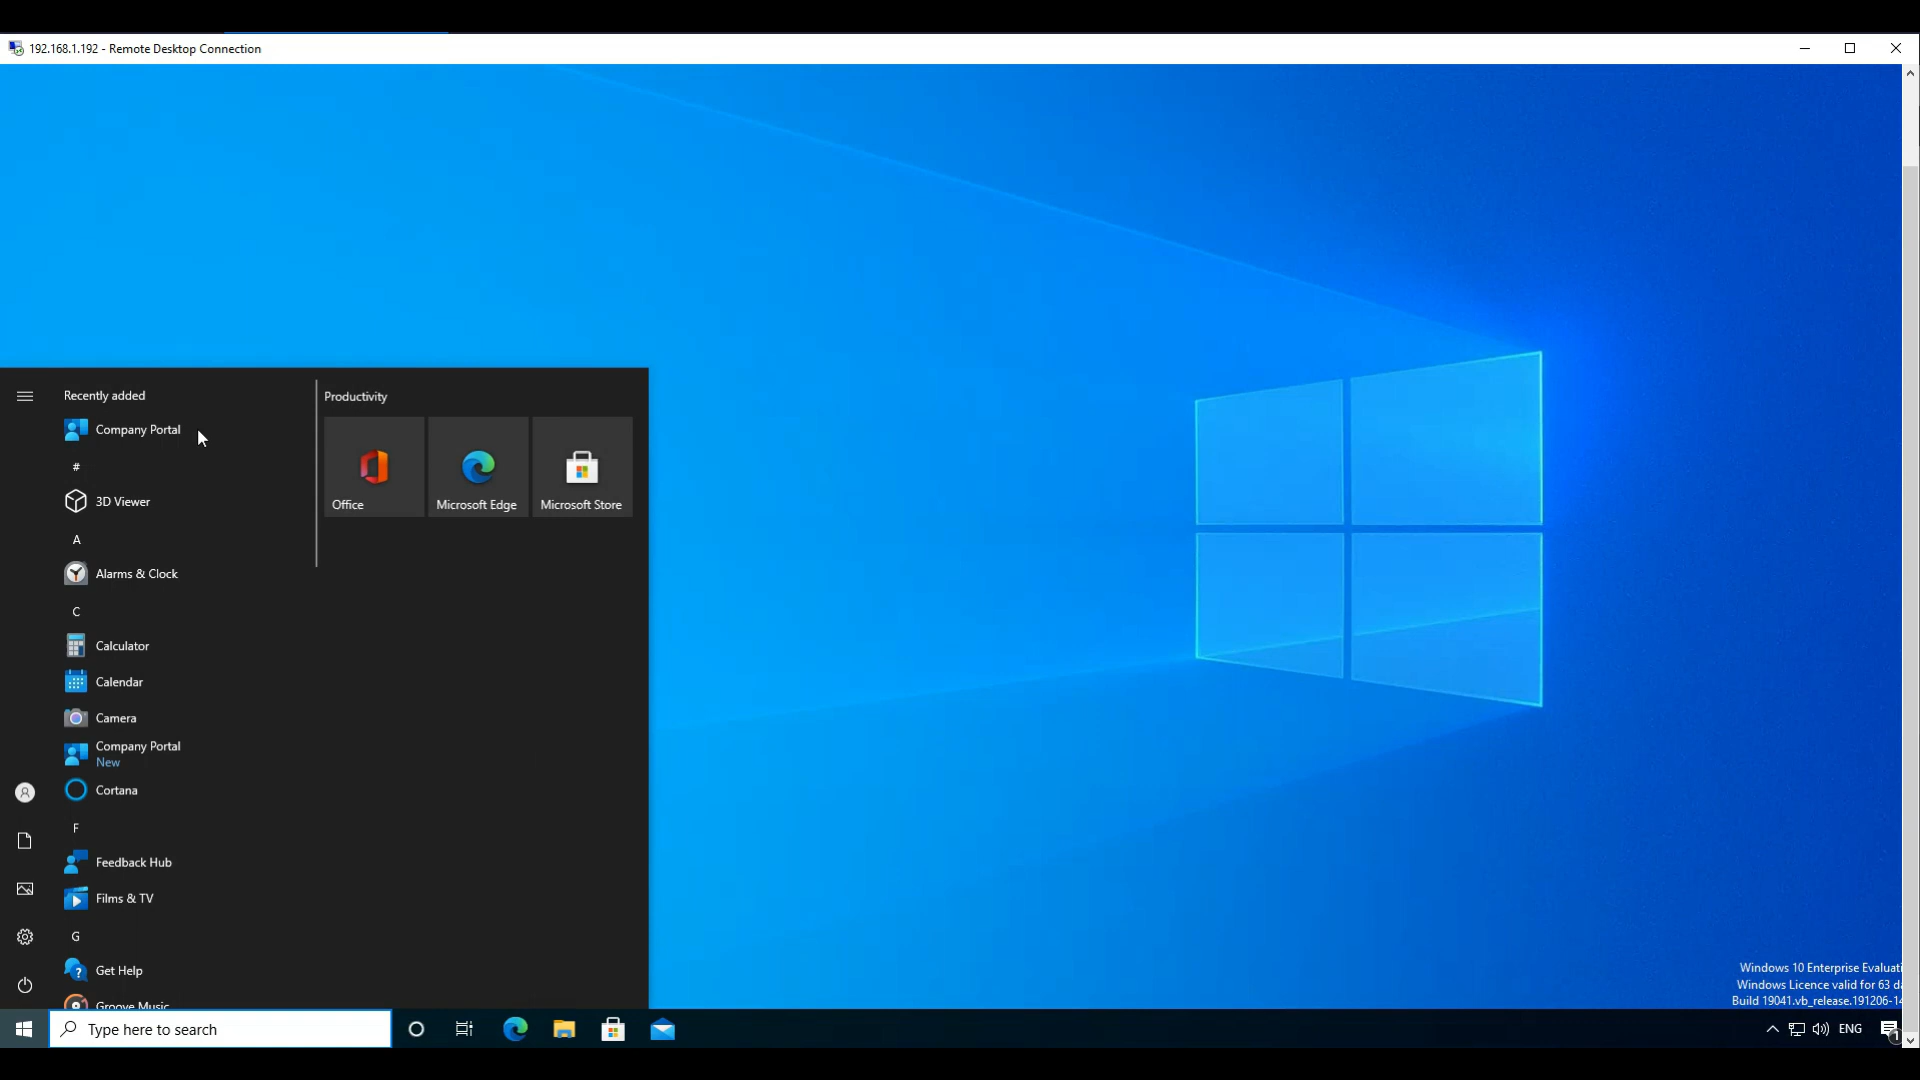 192.168.1.192 - Remote Desktop Connection
Recently added
Company Portal
#
3D Viewer
A
Alarms & Clock
C
Calculator
Calendar
Camera
Company Portal
New
Cortana
F
Feedback Hub
Films & TV
G
Get Help
Groove Music
Productivity
Office
Microsoft Edge
Microsoft Store
Windows 10 Enterprise Evaluati
Windows Licence valid for 63 da
Build 19041.vb_release.191206-14
Type here to search
ENG
1